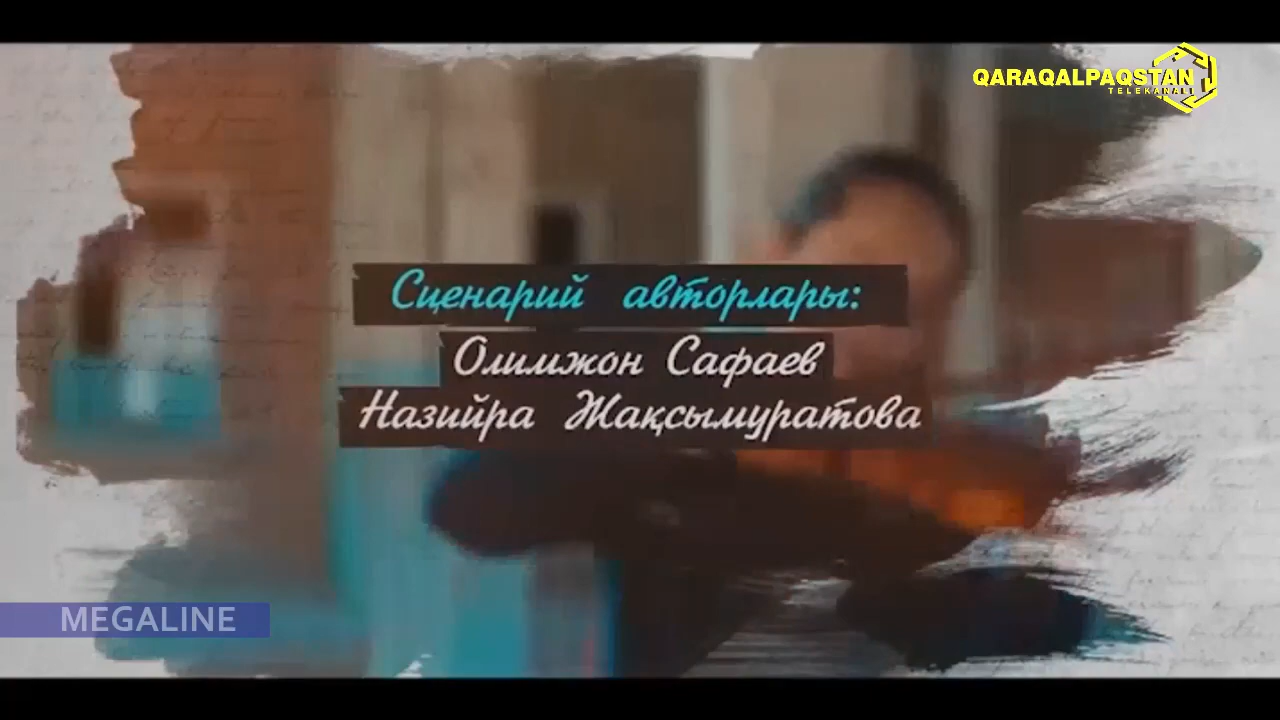 QARAQALPAQSTAN
TELEKANALI
Сценарий авторлары:
Олимжон Сафаев
Назийра Жақсымуратова
MEGALINE